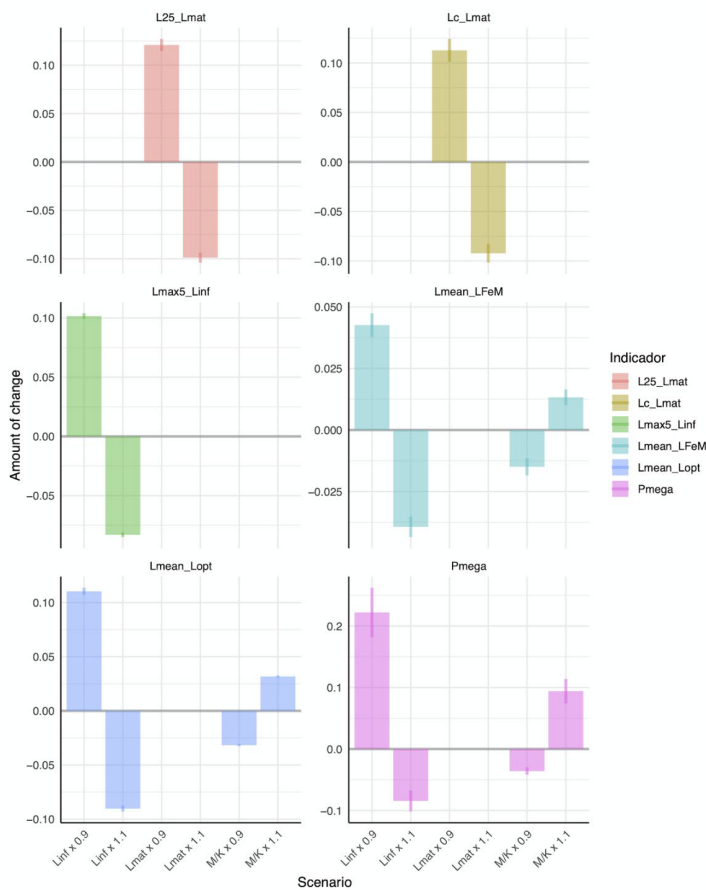 L25_Lmat
Lc_Lmat
0.10
0.05
0.00
−0.05
−0.10
0.10
0.05
0.00
−0.05
−0.10
Lmax5_Linf
Lmean_LFeM
0.10
0.05
0.00
−0.05
0.050
0.025
0.000
−0.025
Lmean_Lopt
Pmega
0.10
0.05
0.00
−0.05
−0.10
0.2
0.1
0.0
−0.1
Linf x 0.9
Linf x 1.1
Lmat x 0.9
Lmat x 1.1
M/K x 0.9
M/K x 1.1
Linf x 0.9
Linf x 1.1
Lmat x 0.9
Lmat x 1.1
M/K x 0.9
M/K x 1.1
Scenario
Amount of change
Indicador
L25_Lmat
Lc_Lmat
Lmax5_Linf
Lmean_LFeM
Lmean_Lopt
Pmega